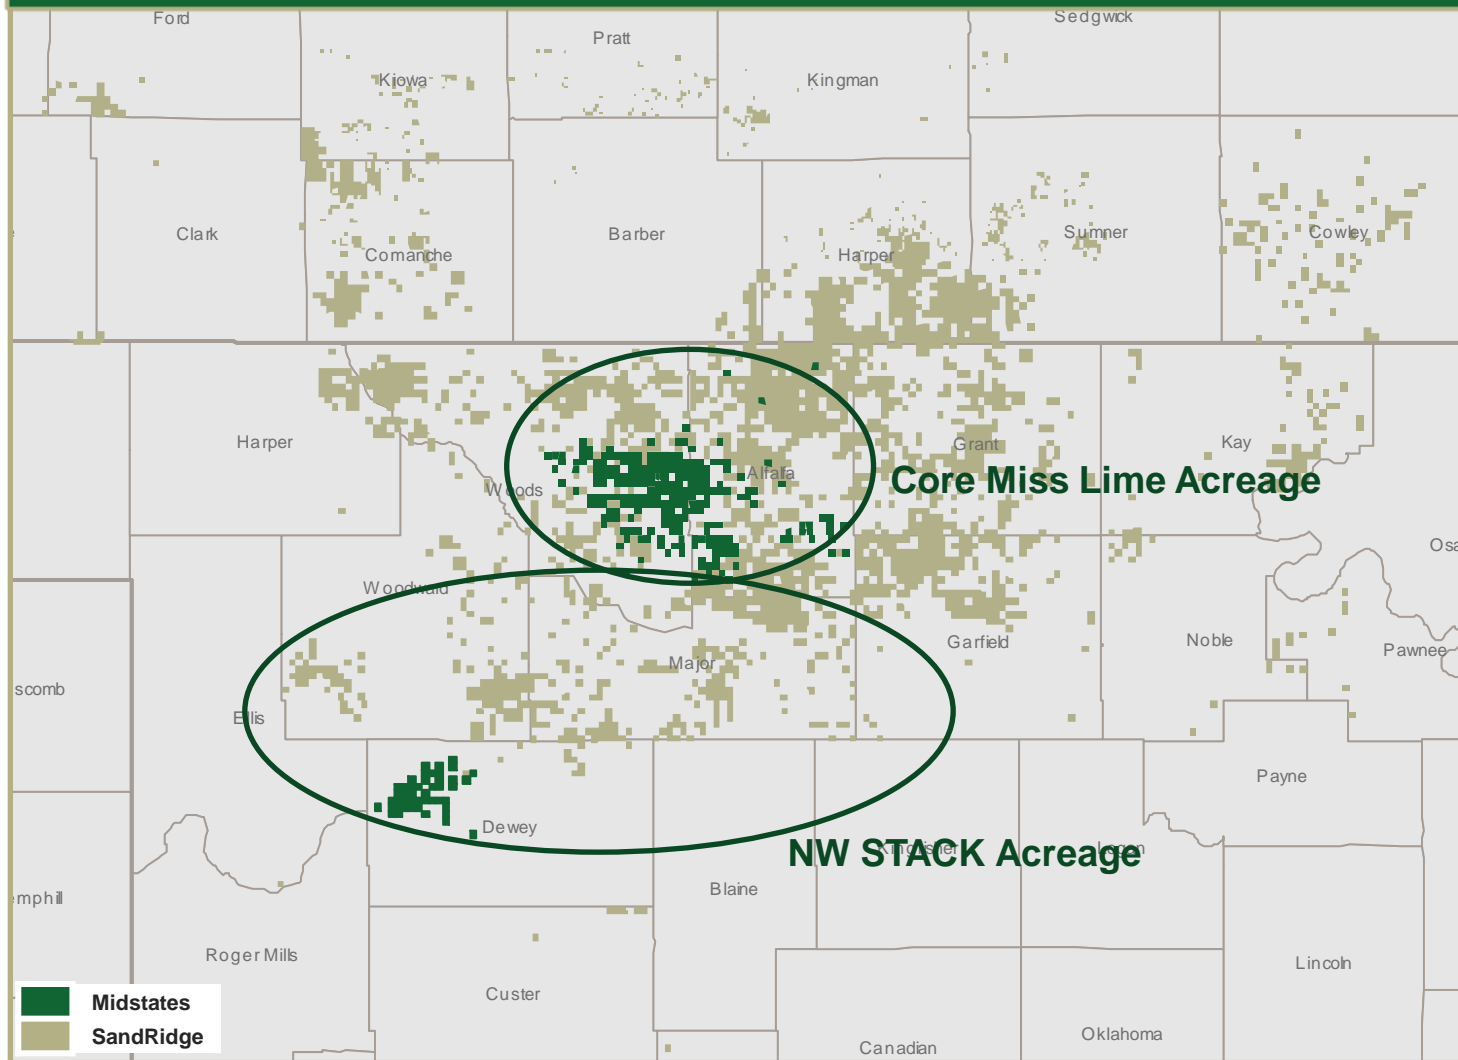 Ford
Sedgwick
Pratt
Kiowa
Kingman
Clark
Comanche
Barber
Harper
Sumner
Cowley
Harper
Woods
Alfalfa
Grant
Kay
Core Miss Lime Acreage
Osa
Woodward
Major
Garfield
Noble
Pawnee
scomb
Ellis
Payne
Dewey
Kingfisher
Logan
NW STACK Acreage
Blaine
mphill
Roger Mills
Lincoln
Custer
Midstates
SandRidge
Oklahoma
Canadian